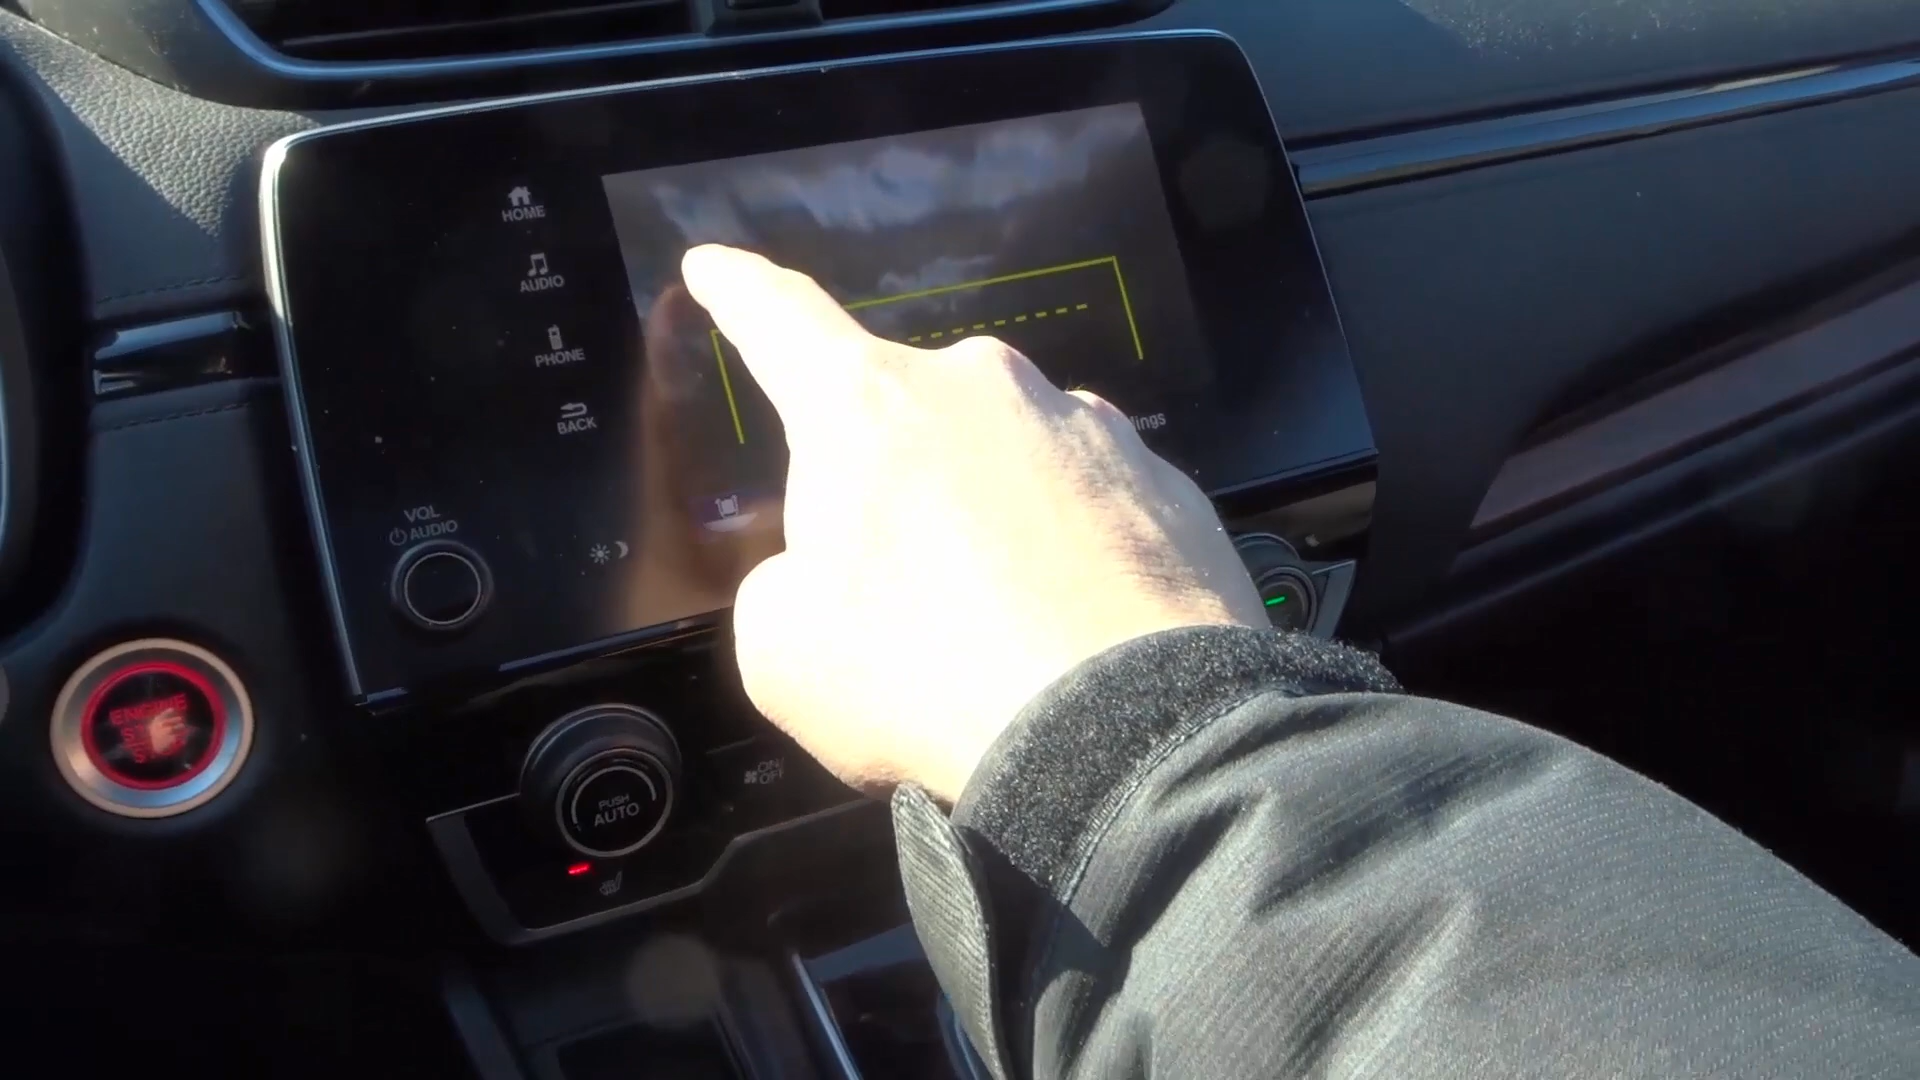 HOME
AUDIO
PHONE
BACK
VOL
AUDIO
ENGINE
PUSH
AUTO
ON/
OFF